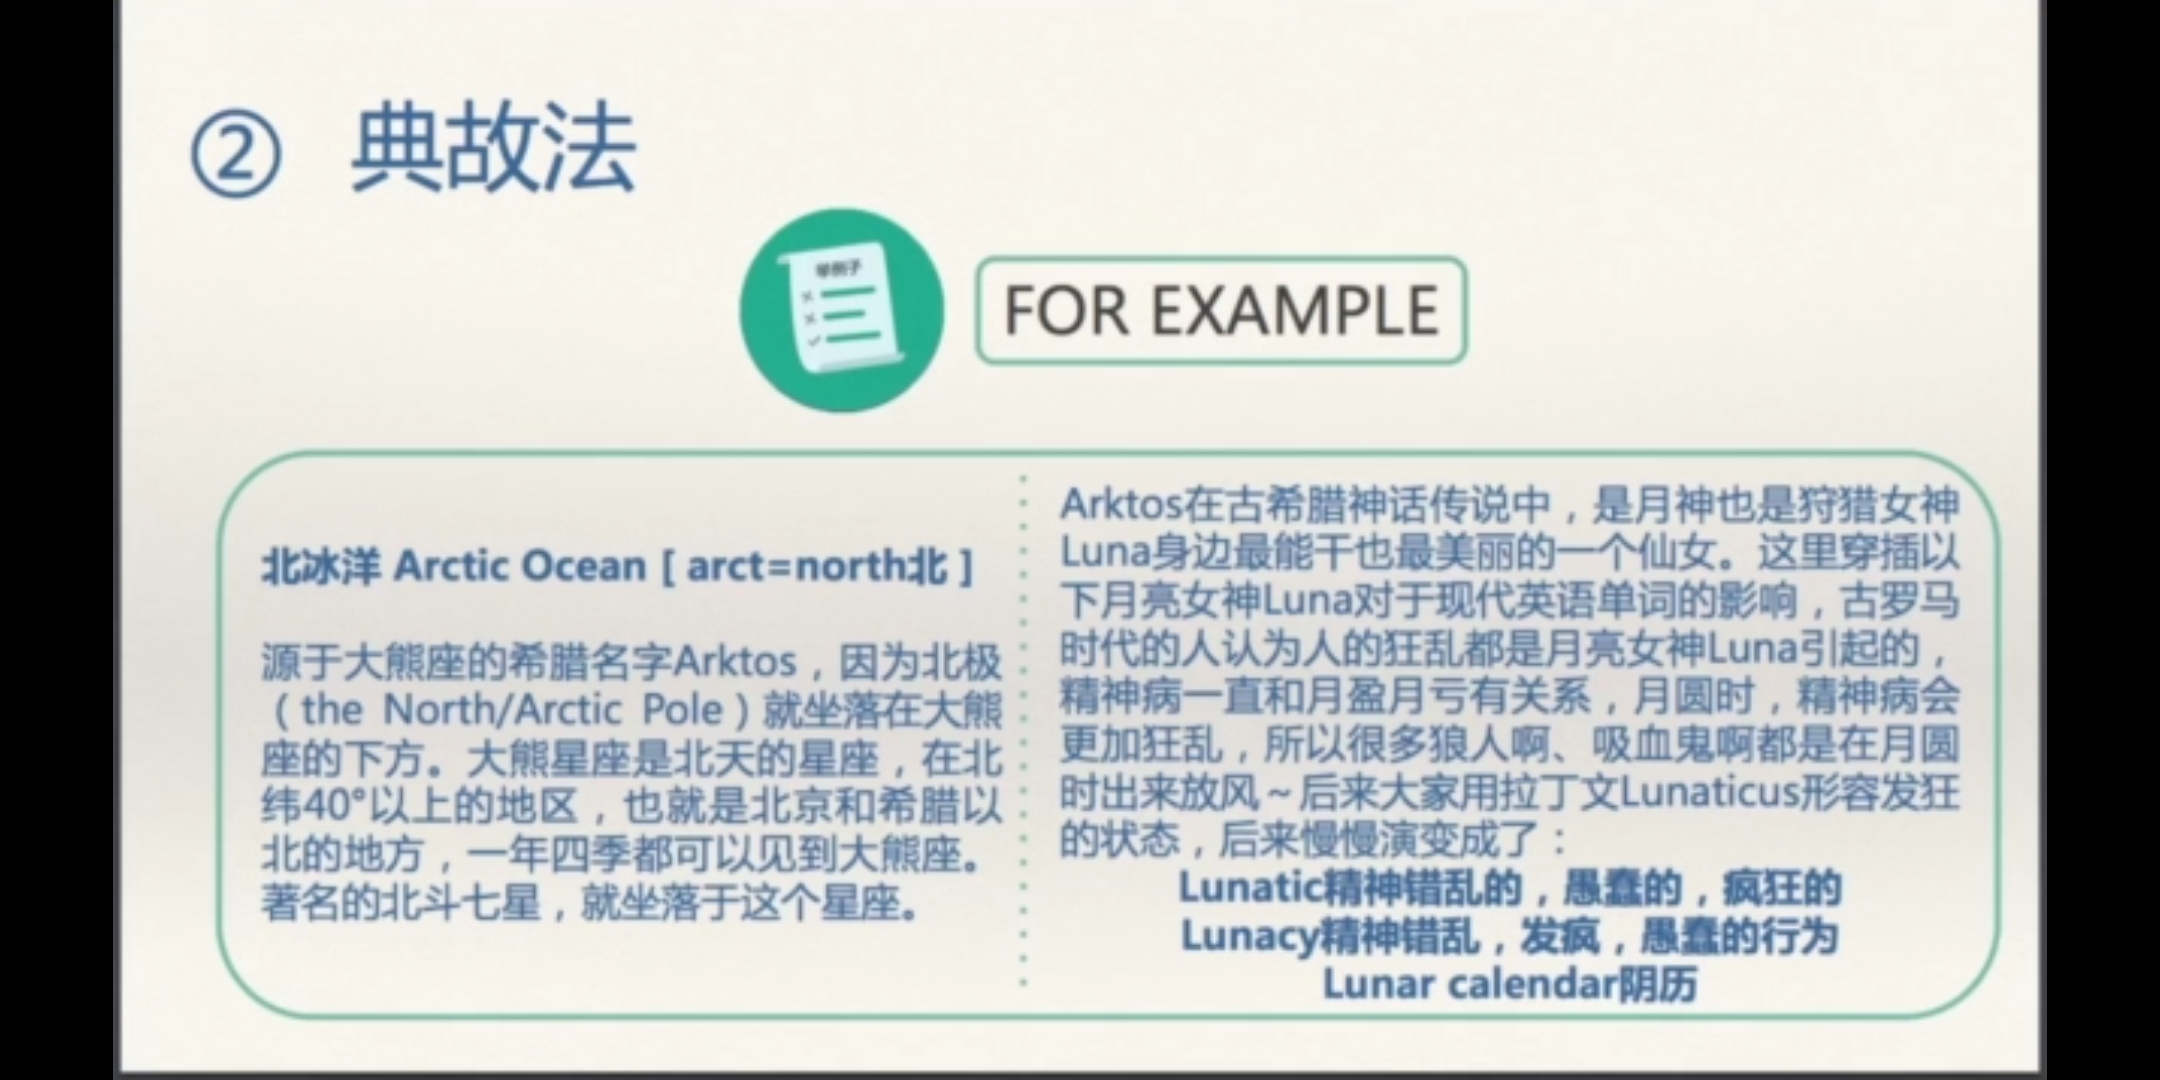 ② 典故法
举例子
FOR EXAMPLE
北冰洋 Arctic Ocean [ arct=north北 ]
源于大熊座的希腊名字Arktos，因为北极
（the North/Arctic Pole）就坐落在大熊
座的下方。大熊星座是北天的星座，在北
纬40°以上的地区，也就是北京和希腊以
北的地方，一年四季都可以见到大熊座。
著名的北斗七星，就坐落于这个星座。
Arktos在古希腊神话传说中，是月神也是狩猎女神
Luna身边最能干也最美丽的一个仙女。这里穿插以
下月亮女神Luna对于现代英语单词的影响，古罗马
时代的人认为人的狂乱都是月亮女神Luna引起的，
精神病一直和月盈月亏有关系，月圆时，精神病会
更加狂乱，所以很多狼人啊、吸血鬼啊都是在月圆
时出来放风～后来大家用拉丁文Lunaticus形容发狂
的状态，后来慢慢演变成了：
Lunatic精神错乱的，愚蠢的，疯狂的
Lunacy精神错乱，发疯，愚蠢的行为
Lunar calendar阴历